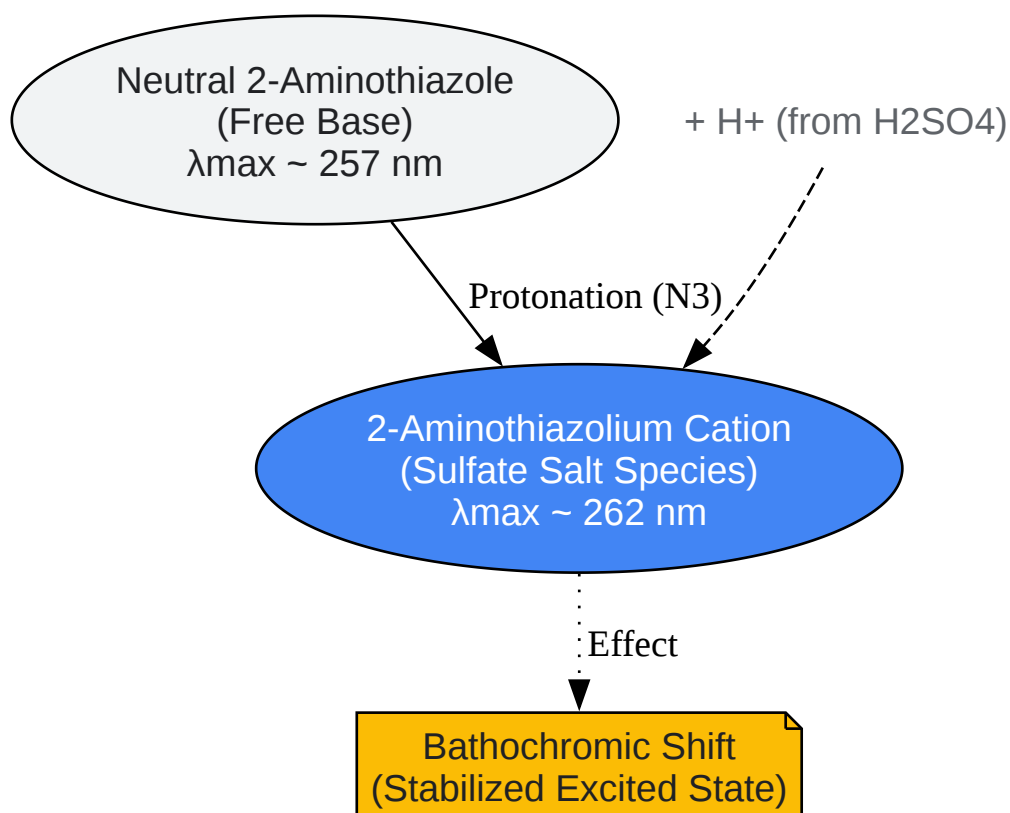 Neutral 2-Aminothiazole
(Free Base)
λmax ~ 257 nm
+ H+ (from H2SO4)
Protonation (N3)
2-Aminothiazolium Cation
(Sulfate Salt Species)
λmax ~ 262 nm
Effect
Bathochromic Shift
(Stabilized Excited State)